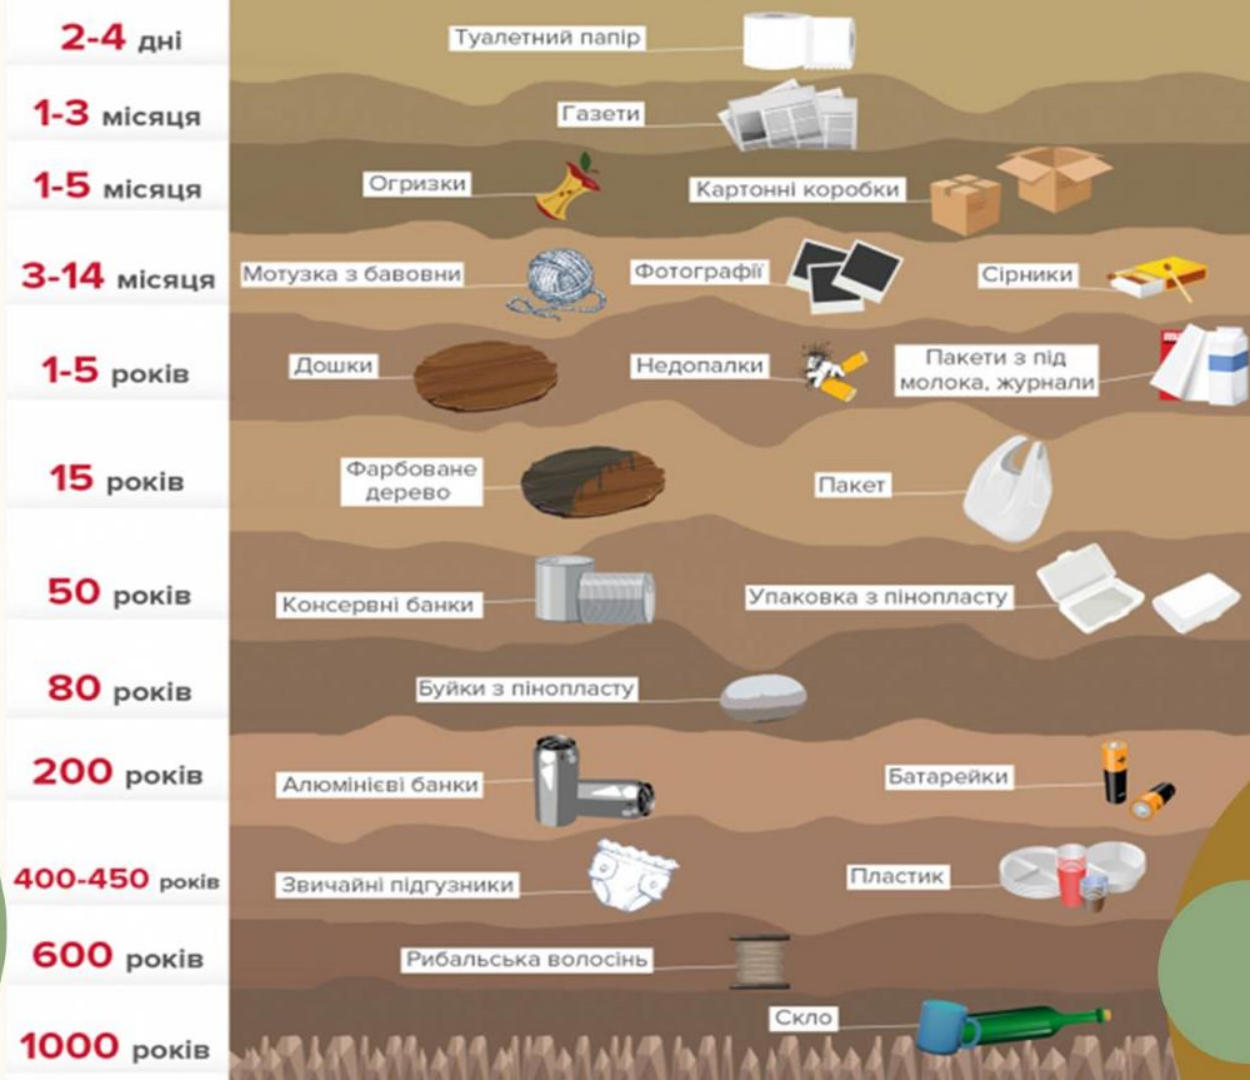 2-4 дні
Туалетний папір
1-3 місяця
Газети
1-5 місяця
Огризки
Картонні коробки
3-14 місяця
Мотузка з бавовни
Фотографії
Сірники
1-5 років
Дошки
Недопалки
Пакети з під
молока, журнали
15 років
Фарбоване
дерево
Пакет
50 років
Консервні банки
Упаковка з пінопласту
80 років
Буйки з пінопласту
200 років
Алюмінієві банки
Батарейки
400-450 років
Звичайні підгузники
Пластик
600 років
Рибальська волосінь
Скло
1000 років